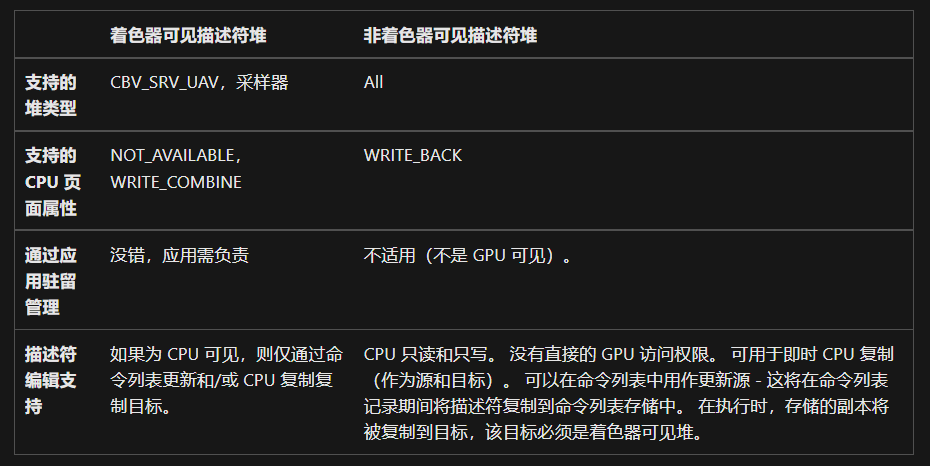 着色器可见描述符堆 非着色器可见描述符堆
支持的 CBV_SRV_UAV，采样器 All
堆类型
支持的 NOT_AVAILABLE， WRITE_BACK
CPU 页 WRITE_COMBINE
面属性
通过应 没错，应用需负责 不适用（不是 GPU 可见）。
用驻留
管理
描述符 如果为 CPU 可见，则仅通过命 CPU 只读和只写。 没有直接的 GPU 访问权限。 可用于即时 CPU 复制
编辑支 令列表更新和/或 CPU 复制复 （作为源和目标）。 可以在命令列表中用作更新源 - 这将在命令列表
持 制目标。 记录期间将描述符复制到命令列表存储中。 在执行时，存储的副本将
被复制到目标，该目标必须是着色器可见堆。